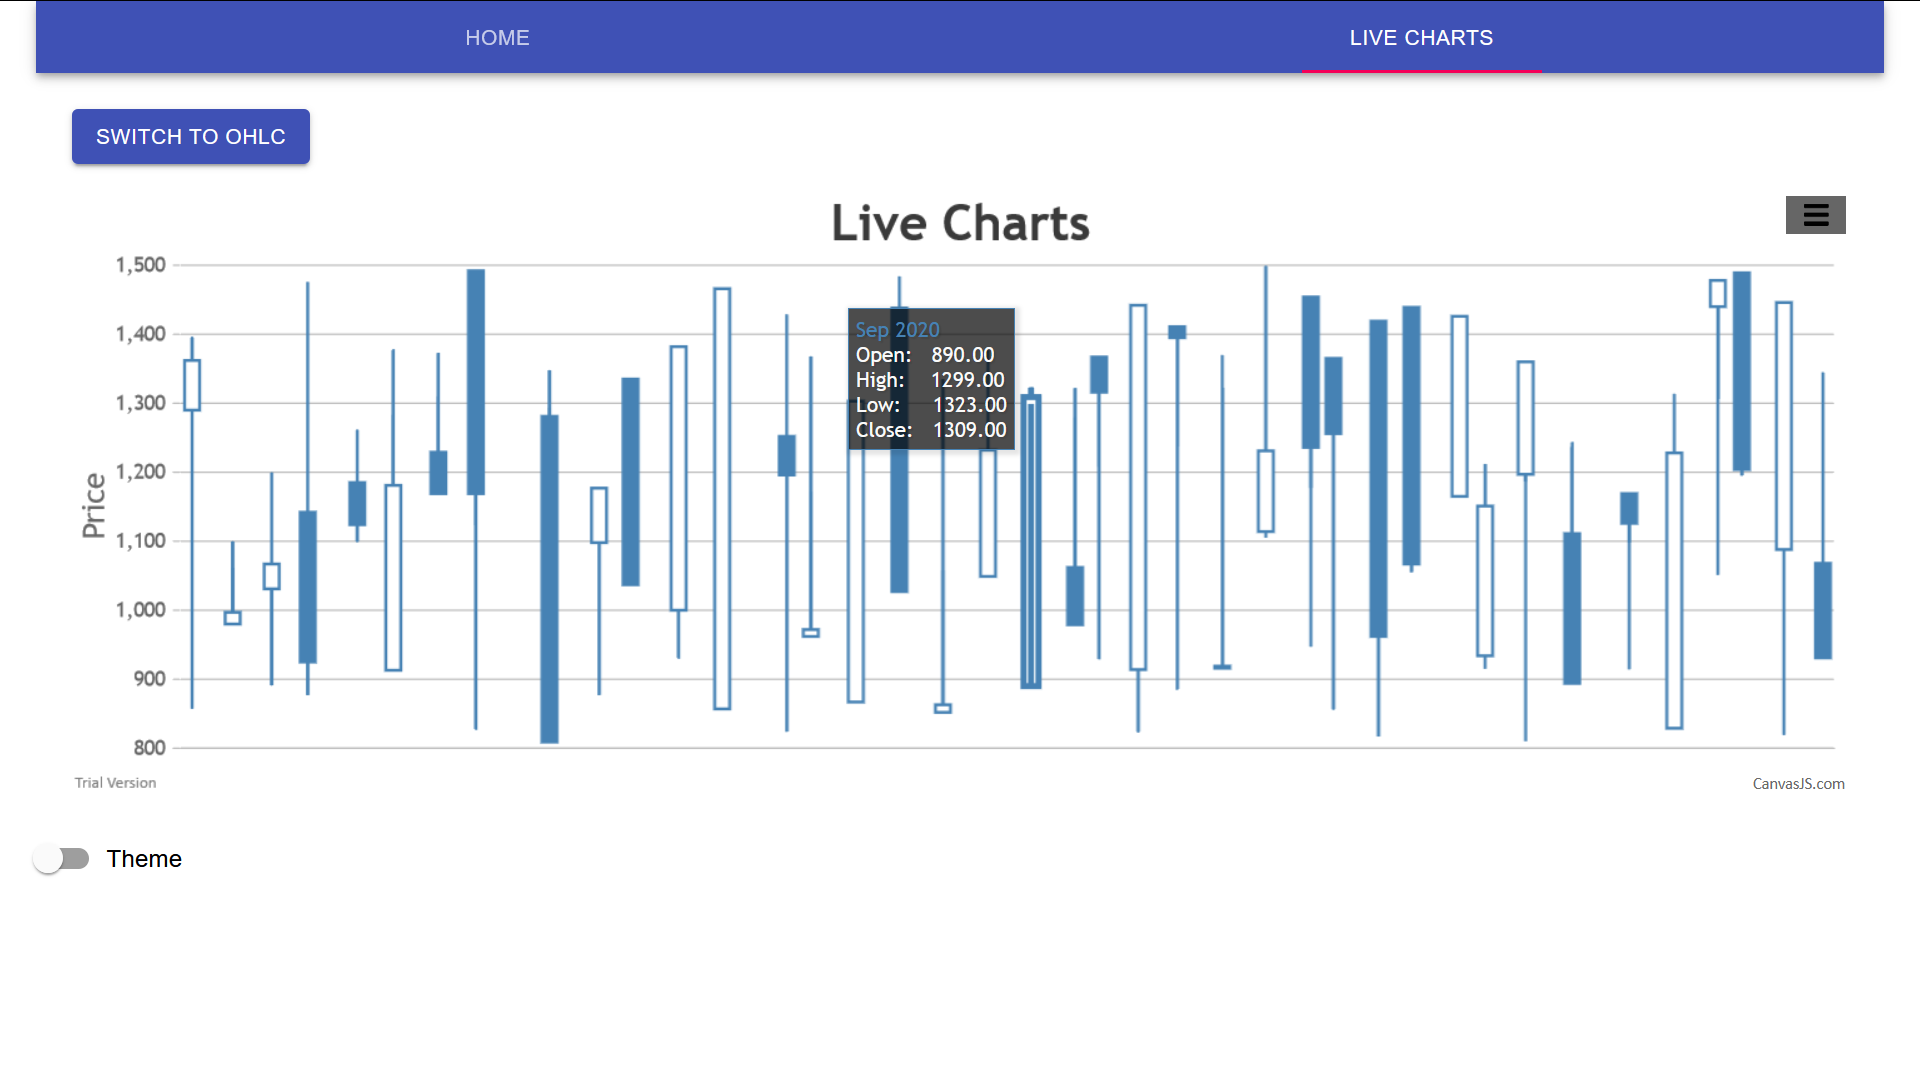 HOME
LIVE CHARTS
SWITCH TO OHLC
Live Charts
1,500
1,400
1,300
1,200
1,100
1,000
900
800
Price
Sep 2020
Open: 890.00
High: 1299.00
Low: 1323.00
Close: 1309.00
Trial Version
CanvasJS.com
Theme